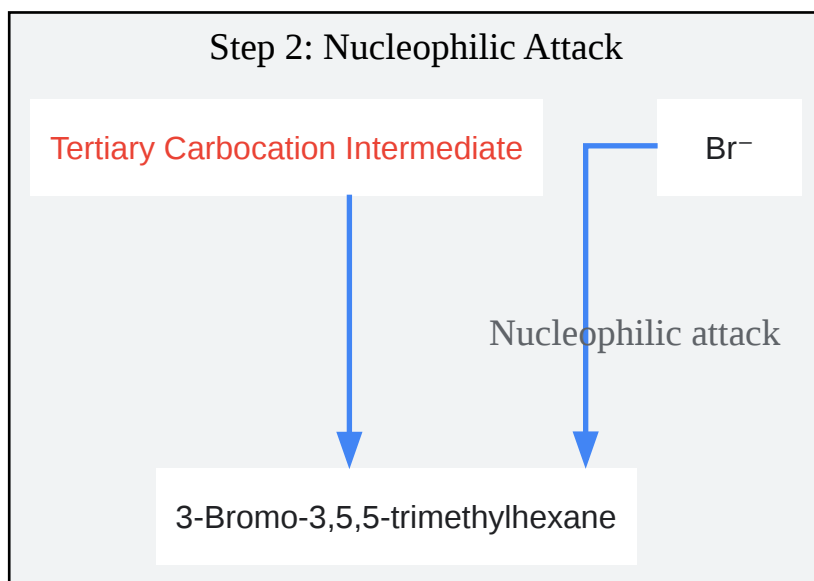 Step 2: Nucleophilic Attack
Tertiary Carbocation Intermediate
Br⁻
Nucleophilic attack
3-Bromo-3,5,5-trimethylhexane